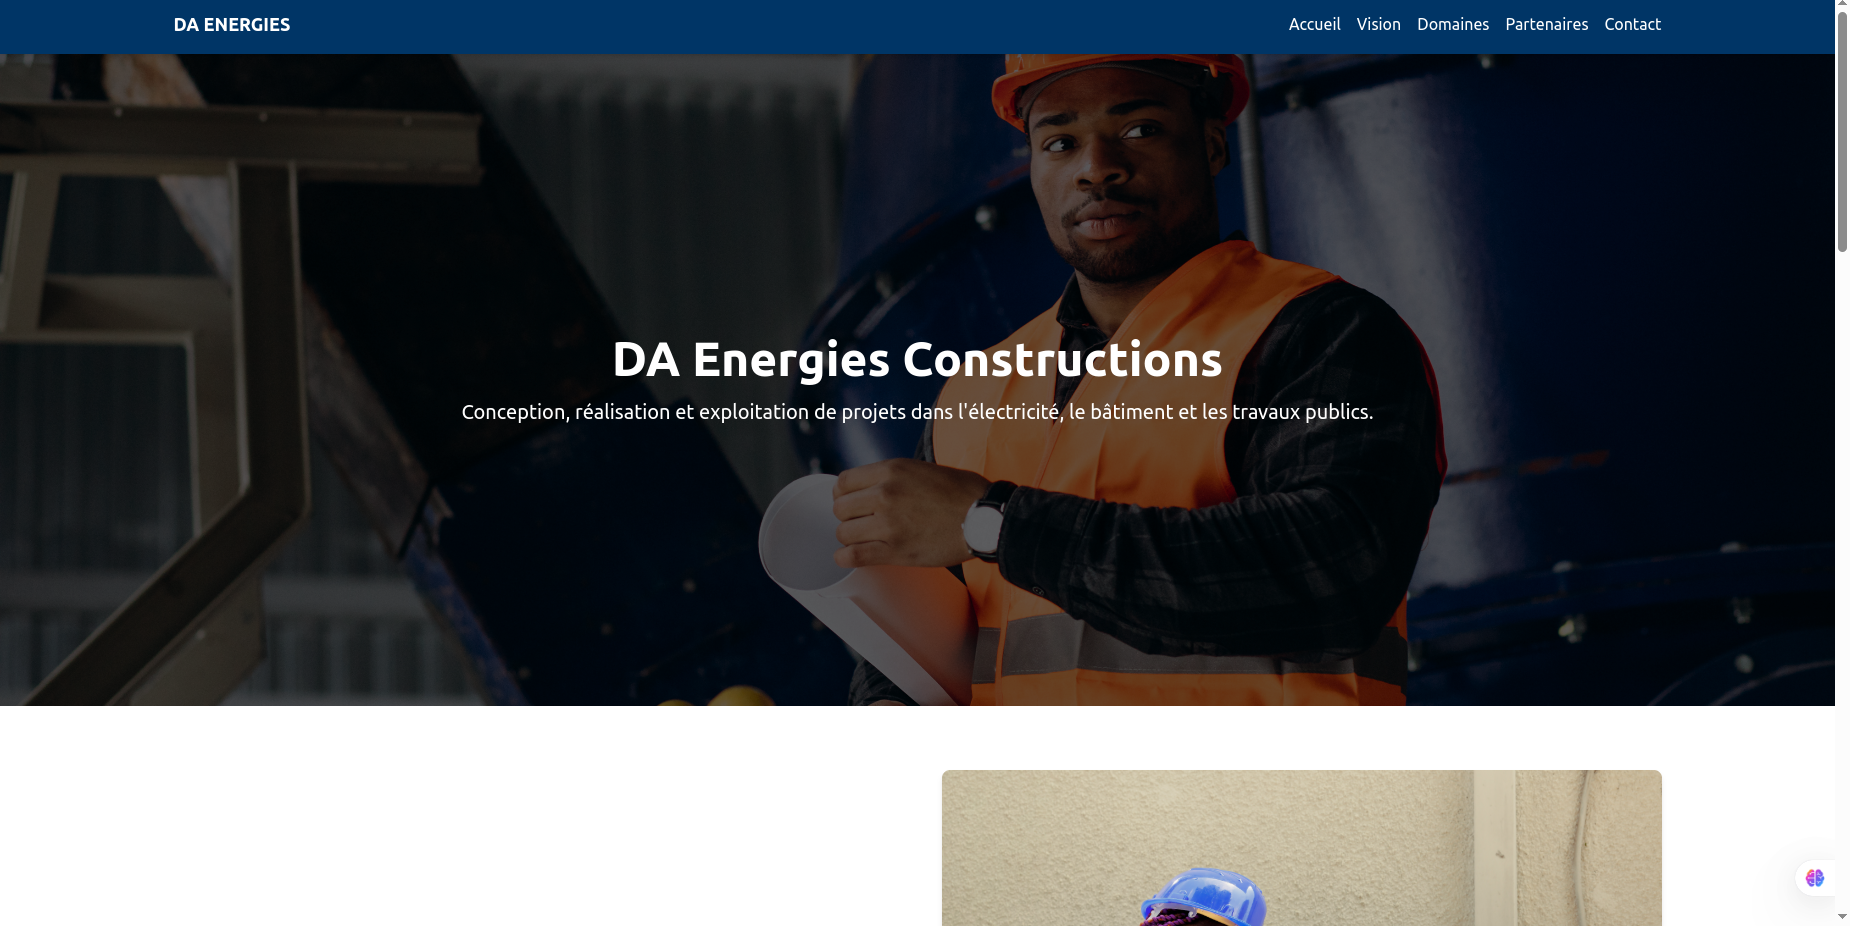 DA ENERGIES
Accueil Vision Domaines Partenaires Contact
DA Energies Constructions
Conception, réalisation et exploitation de projets dans l'électricité, le bâtiment et les travaux publics.